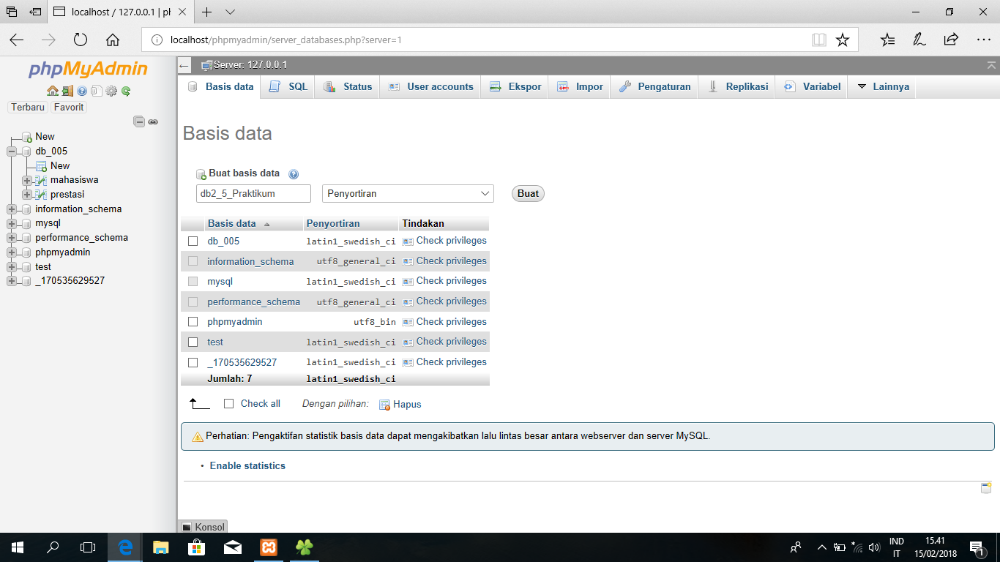 localhost / 127.0.0.1 | pl
localhost/phpmyadmin/server_databases.php?server=1
phpMyAdmin
Terbaru Favorit
New
db_005
New
mahasiswa
prestasi
information_schema
mysql
performance_schema
phpmyadmin
test
_170535629527
Server: 127.0.0.1
Basis data SQL Status User accounts Ekspor Impor Pengaturan Replikasi Variabel Lainnya
Basis data
Buat basis data
db2_5_Praktikum Penyortiran Buat
Basis data Penyortiran Tindakan
db_005 latin1_swedish_ci Check privileges
information_schema utf8_general_ci Check privileges
mysql latin1_swedish_ci Check privileges
performance_schema utf8_general_ci Check privileges
phpmyadmin utf8_bin Check privileges
test latin1_swedish_ci Check privileges
_170535629527 latin1_swedish_ci Check privileges
Jumlah: 7 latin1_swedish_ci
Check all Dengan pilihan: Hapus
Perhatian: Pengaktifan statistik basis data dapat mengakibatkan lalu lintas besar antara webserver dan server MySQL.
• Enable statistics
Konsol
IND 15.41
IT 15/02/2018 1